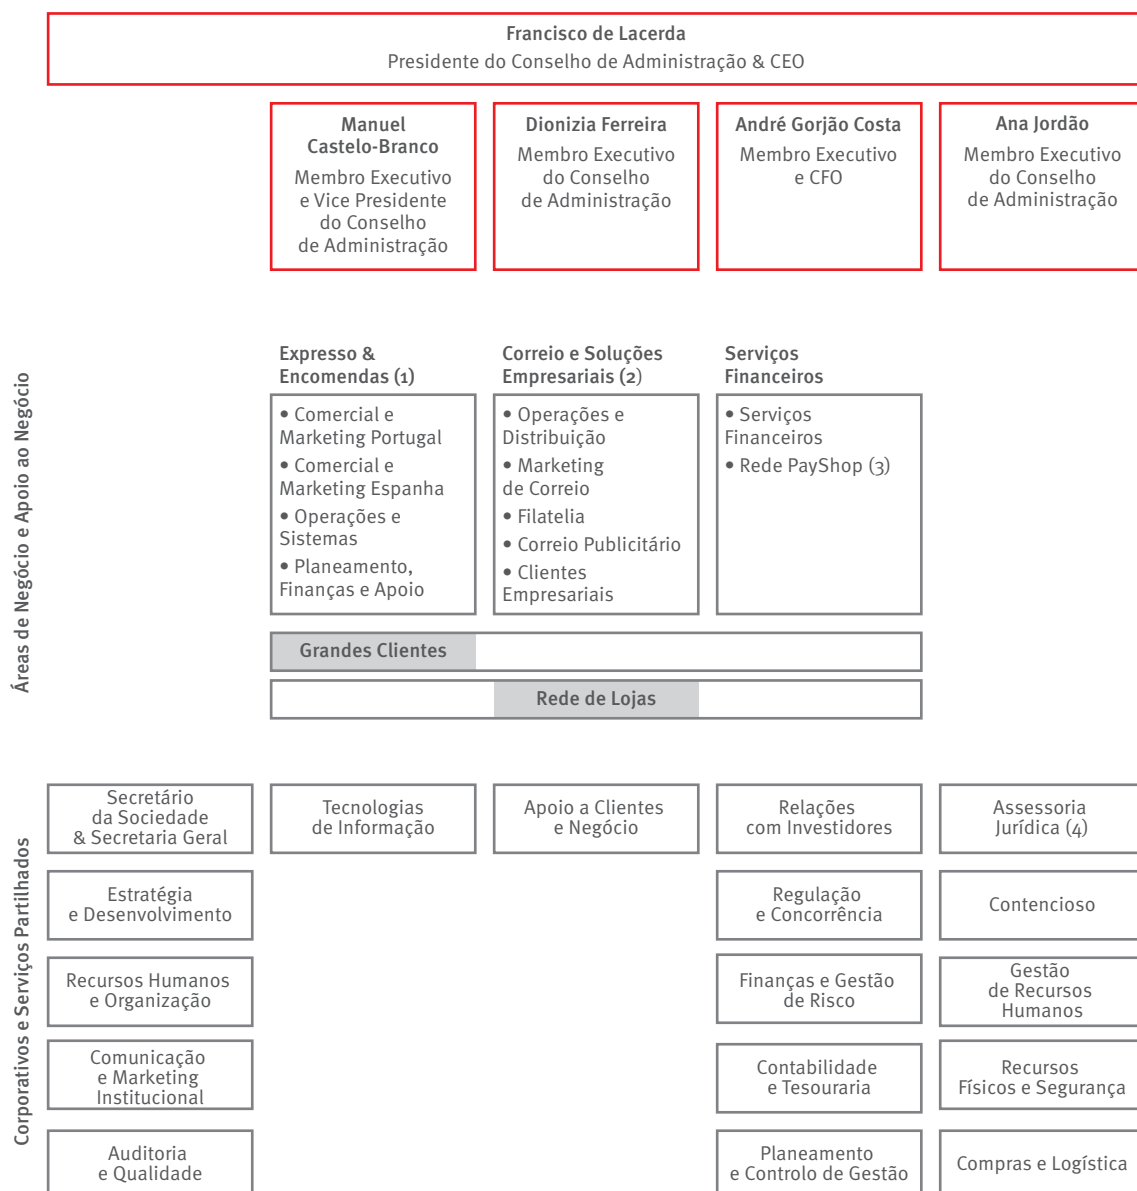 Francisco de Lacerda
Presidente do Conselho de Administração & CEO
Manuel
Castelo-Branco
Membro Executivo
e Vice Presidente
do Conselho
de Administração
Dionizia Ferreira
Membro Executivo
do Conselho
de Administração
André Gorjão Costa
Membro Executivo
e CFO
Ana Jordão
Membro Executivo
do Conselho
de Administração
Áreas de Negócio e Apoio ao Negócio
Expresso &
Encomendas (1)
• Comercial e
Marketing Portugal
• Comercial e
Marketing Espanha
• Operações e
Sistemas
• Planeamento,
Finanças e Apoio
Correio e Soluções
Empresariais (2)
• Operações e
Distribuição
• Marketing
de Correio
• Filatelia
• Correio Publicitário
• Clientes
Empresariais
Serviços
Financeiros
• Serviços
Financeiros
• Rede PayShop (3)
Grandes Clientes
Rede de Lojas
Corporativos e Serviços Partilhados
Secretário
da Sociedade
& Secretaria Geral
Tecnologias
de Informação
Apoio a Clientes
e Negócio
Relações
com Investidores
Assessoria
Jurídica (4)
Estratégia
e Desenvolvimento
Regulação
e Concorrência
Contencioso
Recursos Humanos
e Organização
Finanças e Gestão
de Risco
Gestão
de Recursos
Humanos
Comunicação
e Marketing
Institucional
Contabilidade
e Tesouraria
Recursos
Físicos e Segurança
Auditoria
e Qualidade
Planeamento
e Controlo de Gestão
Compras e Logística